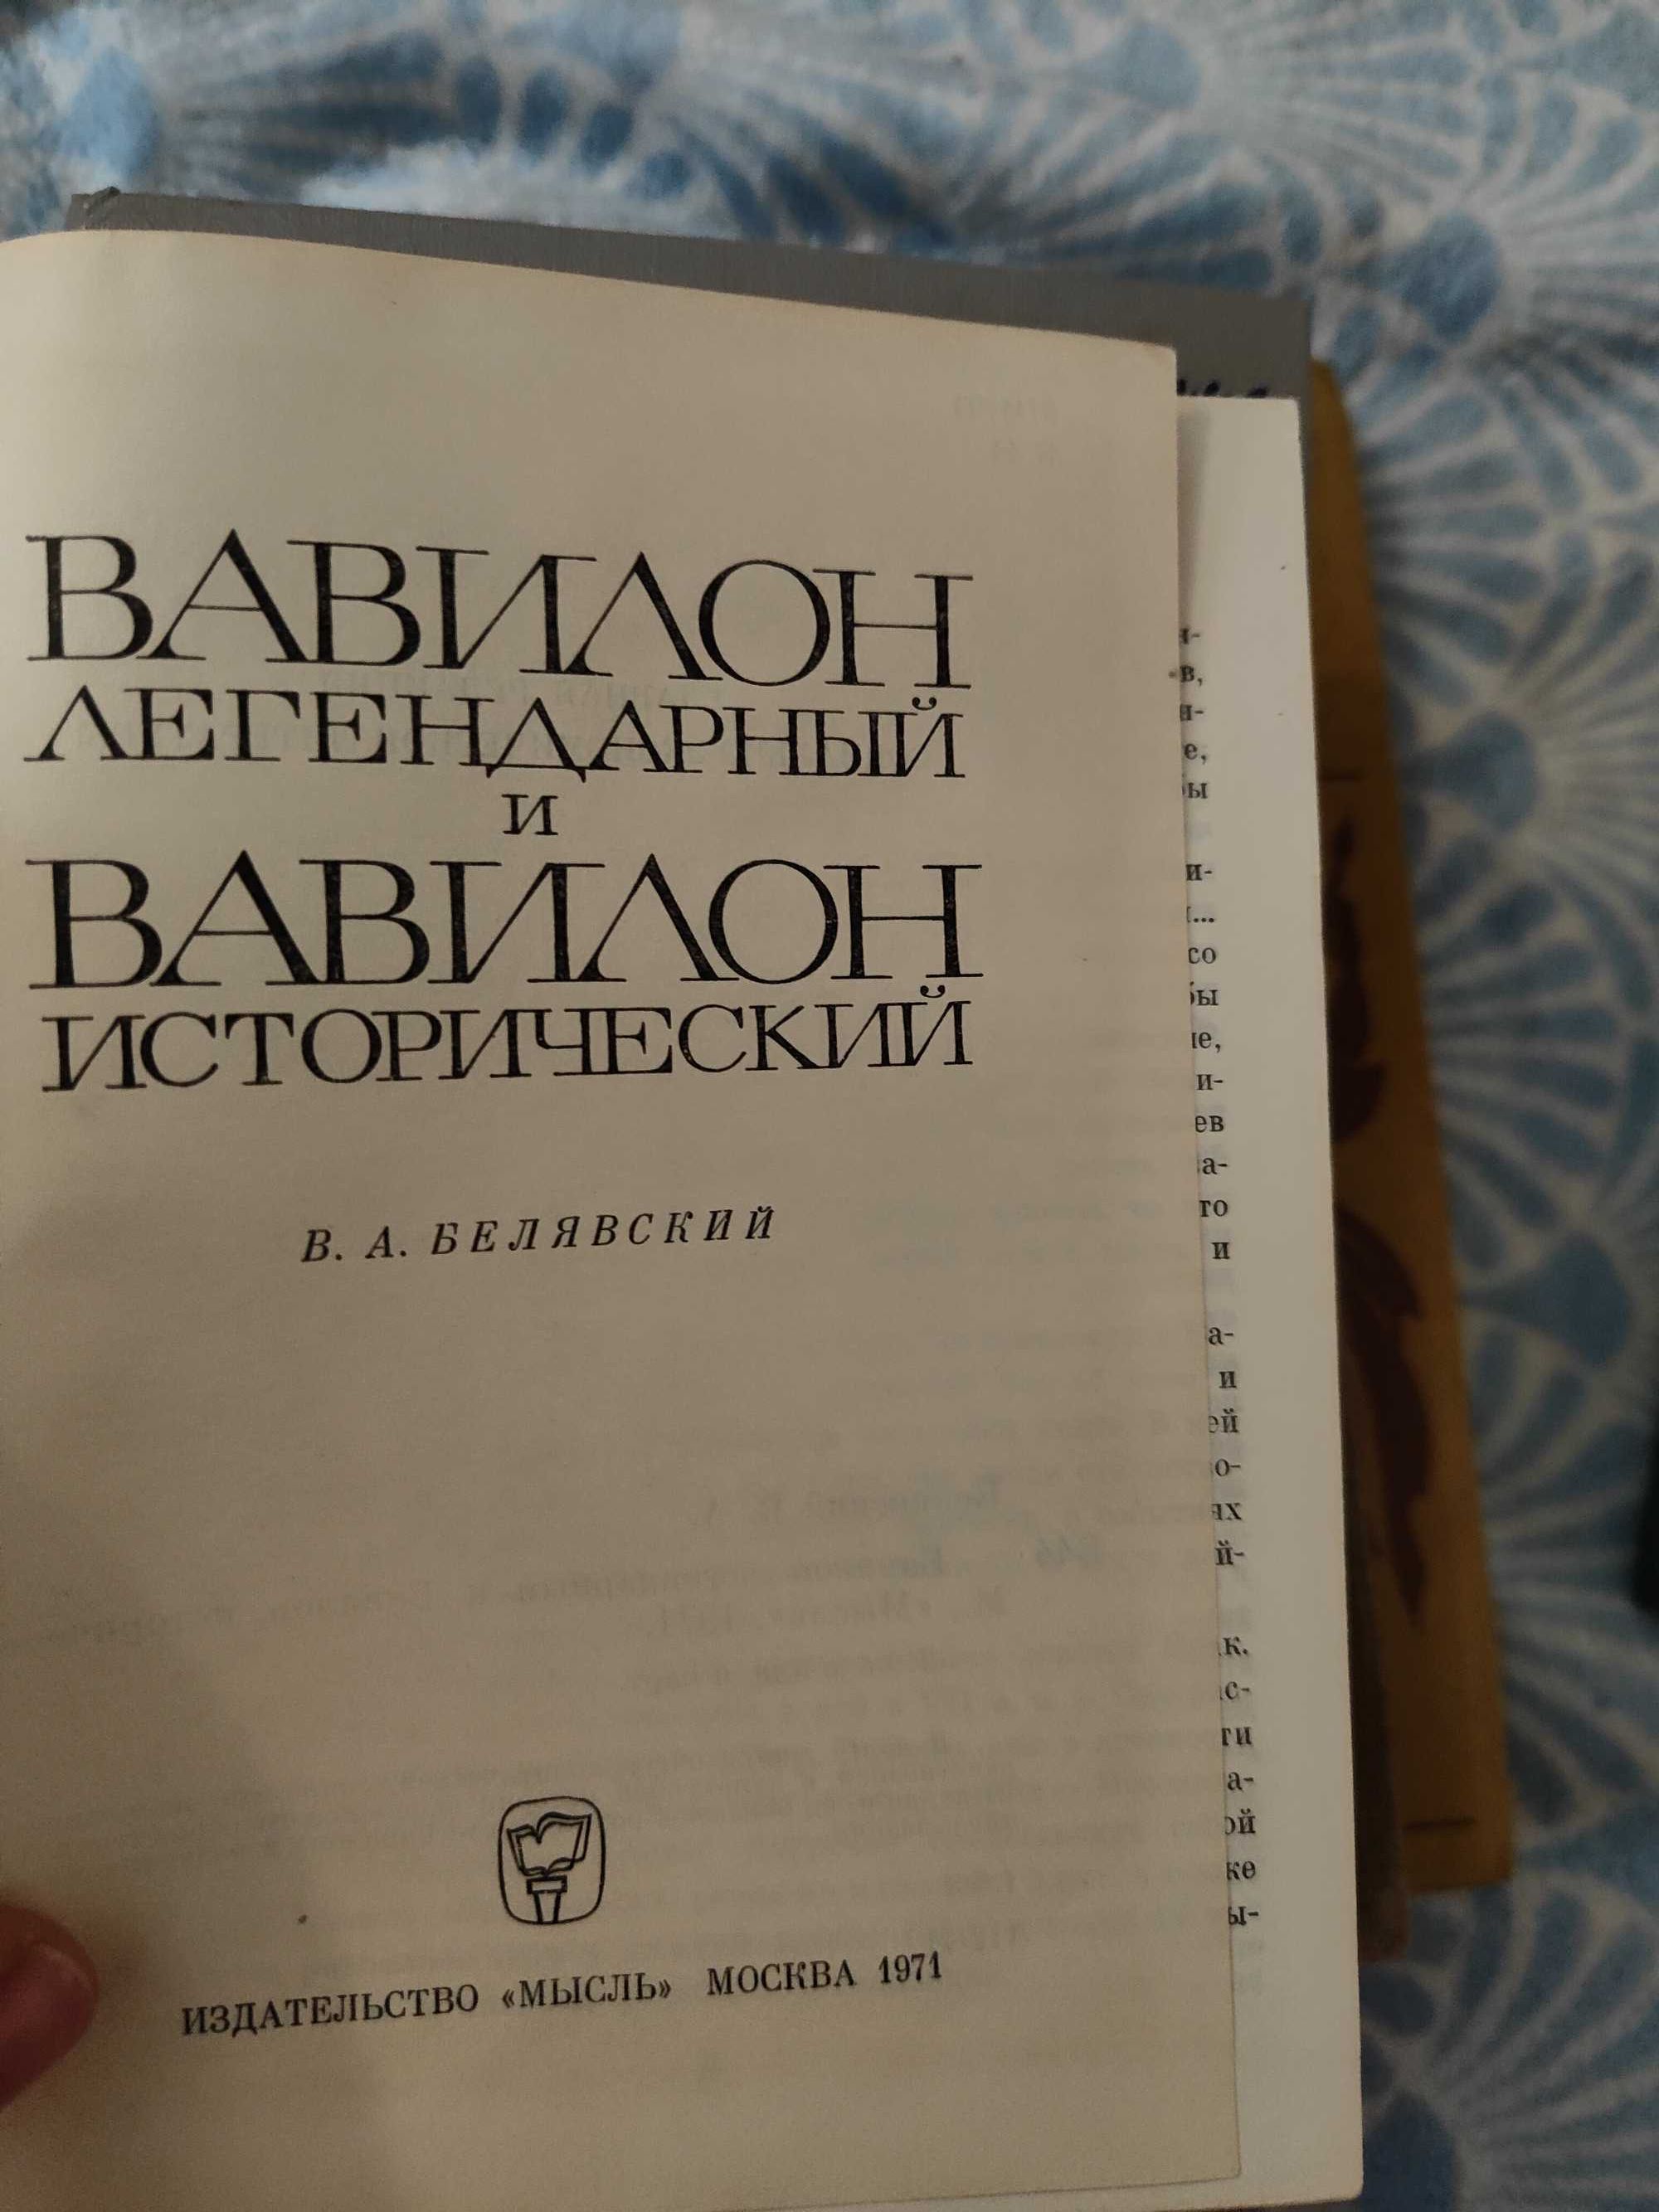 ВАВИЛОН
ЛЕГЕНДАРНЫЙ
И
ВАВИЛОН
ИСТОРИЧЕСКИЙ
В. А. БЕЛЯВСКИЙ
ИЗДАТЕЛЬСТВО «МЫСЛЬ» МОСКВА 1971